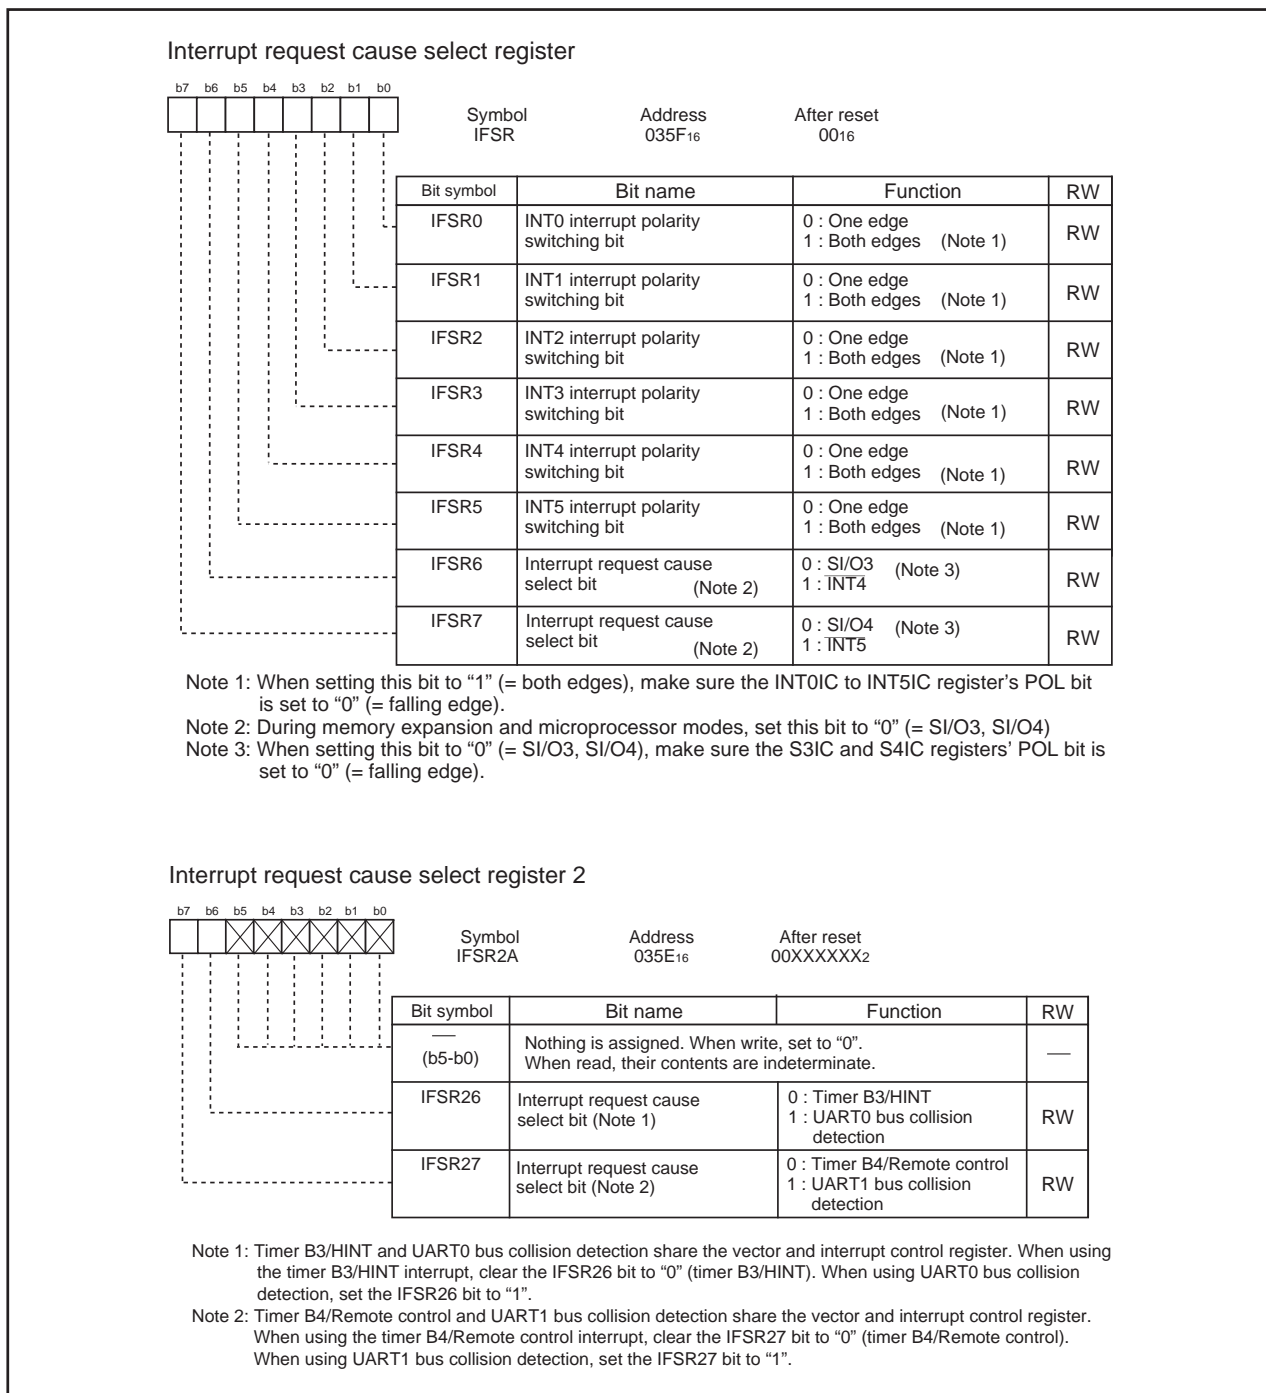 Interrupt request cause select register
b7 b6 b5 b4 b3 b2 b1 b0
Symbol Address After reset
IFSR 035F16 0016
Bit symbol Bit name Function RW
IFSR0 INT0 interrupt polarity switching bit 0 : One edge 1 : Both edges (Note 1) RW
IFSR1 INT1 interrupt polarity switching bit 0 : One edge 1 : Both edges (Note 1) RW
IFSR2 INT2 interrupt polarity switching bit 0 : One edge 1 : Both edges (Note 1) RW
IFSR3 INT3 interrupt polarity switching bit 0 : One edge 1 : Both edges (Note 1) RW
IFSR4 INT4 interrupt polarity switching bit 0 : One edge 1 : Both edges (Note 1) RW
IFSR5 INT5 interrupt polarity switching bit 0 : One edge 1 : Both edges (Note 1) RW
IFSR6 Interrupt request cause select bit (Note 2) 0 : SI/O3 (Note 3) 1 : INT4 RW
IFSR7 Interrupt request cause select bit (Note 2) 0 : SI/O4 (Note 3) 1 : INT5 RW
Note 1: When setting this bit to “1” (= both edges), make sure the INT0IC to INT5IC register’s POL bit
is set to “0” (= falling edge).
Note 2: During memory expansion and microprocessor modes, set this bit to “0” (= SI/O3, SI/O4)
Note 3: When setting this bit to “0” (= SI/O3, SI/O4), make sure the S3IC and S4IC registers’ POL bit is
set to “0” (= falling edge).
Interrupt request cause select register 2
b7 b6 b5 b4 b3 b2 b1 b0
Symbol Address After reset
IFSR2A 035E16 00XXXXXX2
Bit symbol Bit name Function RW
— (b5-b0) Nothing is assigned. When write, set to “0”. When read, their contents are indeterminate. —
IFSR26 Interrupt request cause select bit (Note 1) 0 : Timer B3/HINT 1 : UART0 bus collision detection RW
IFSR27 Interrupt request cause select bit (Note 2) 0 : Timer B4/Remote control 1 : UART1 bus collision detection RW
Note 1: Timer B3/HINT and UART0 bus collision detection share the vector and interrupt control register. When using
the timer B3/HINT interrupt, clear the IFSR26 bit to “0” (timer B3/HINT). When using UART0 bus collision
detection, set the IFSR26 bit to “1”.
Note 2: Timer B4/Remote control and UART1 bus collision detection share the vector and interrupt control register.
When using the timer B4/Remote control interrupt, clear the IFSR27 bit to “0” (timer B4/Remote control).
When using UART1 bus collision detection, set the IFSR27 bit to “1”.